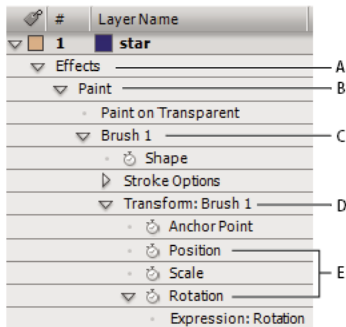 # Layer Name
1 star
Effects A
Paint B
Paint on Transparent
Brush 1 C
Shape
Stroke Options
Transform: Brush 1 D
Anchor Point
Position
Scale E
Rotation
Expression: Rotation